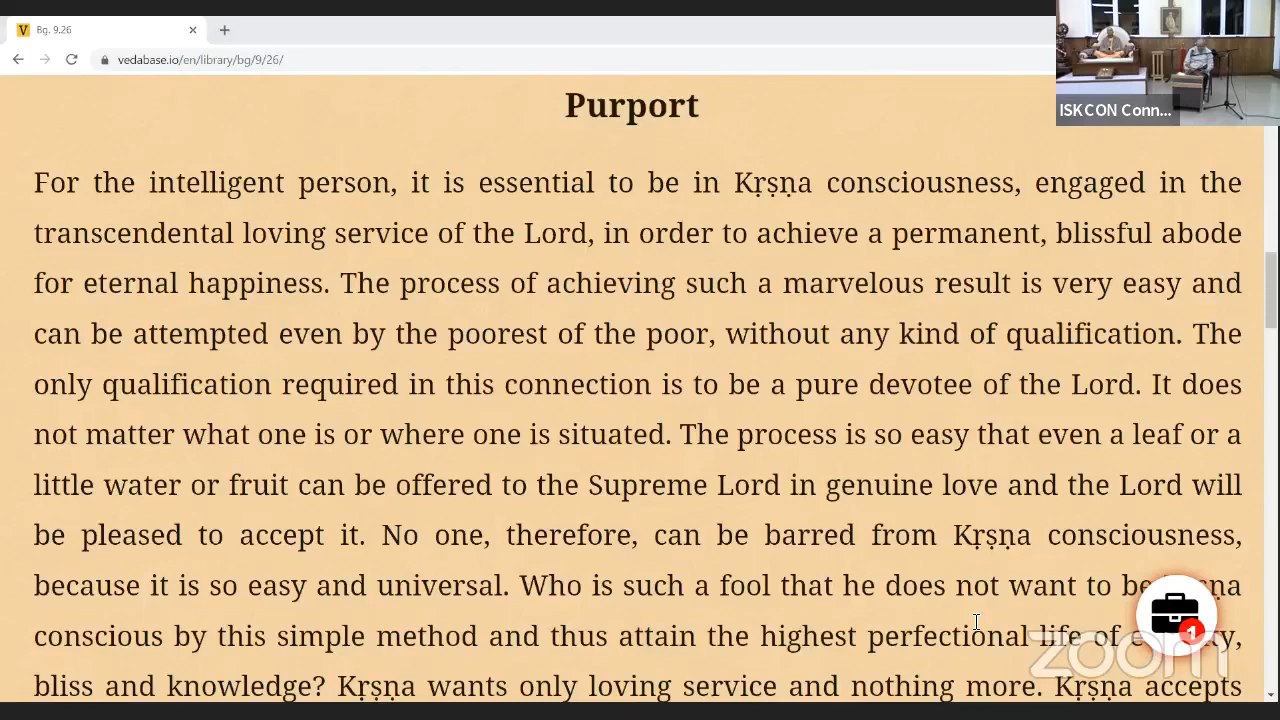 Bg. 9.26
vedabase.io/en/library/bg/9/26/
ISKCON Conn...
Purport
For the intelligent person, it is essential to be in Kṛṣṇa consciousness, engaged in the
transcendental loving service of the Lord, in order to achieve a permanent, blissful abode
for eternal happiness. The process of achieving such a marvelous result is very easy and
can be attempted even by the poorest of the poor, without any kind of qualification. The
only qualification required in this connection is to be a pure devotee of the Lord. It does
not matter what one is or where one is situated. The process is so easy that even a leaf or a
little water or fruit can be offered to the Supreme Lord in genuine love and the Lord will
be pleased to accept it. No one, therefore, can be barred from Kṛṣṇa consciousness,
because it is so easy and universal. Who is such a fool that he does not want to be
conscious by this simple method and thus attain the highest perfectional life of
bliss and knowledge? Kṛṣṇa wants only loving service and nothing more. Kṛṣṇa accepts
1
zoom